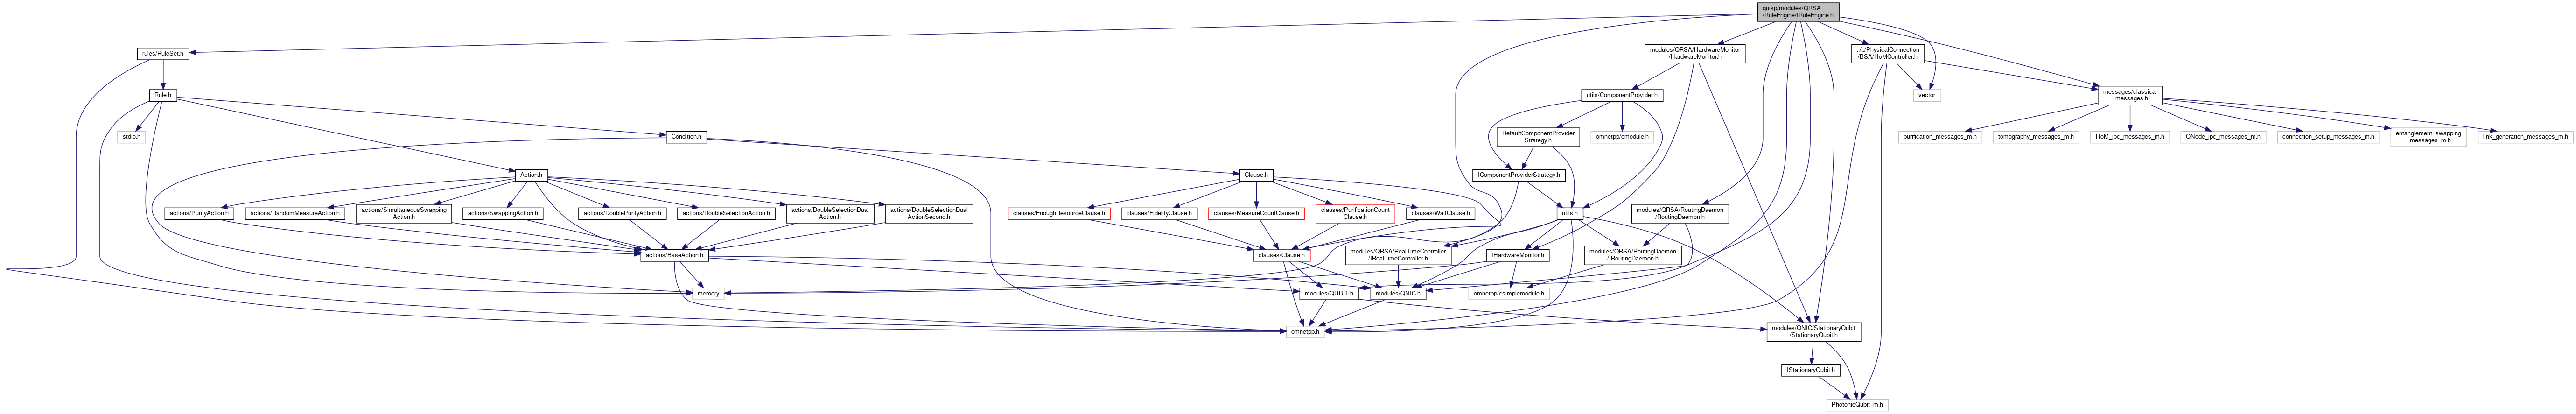 quisp/modules/QRSA
/RuleEngine/IRuleEngine.h
rules/RuleSet.h
modules/QRSA/HardwareMonitor
/HardwareMonitor.h
../../PhysicalConnection
/BSA/HoMController.h
Rule.h
utils/ComponentProvider.h
vector
messages/classical
_messages.h
stdio.h
Condition.h
DefaultComponentProvider
Strategy.h
omnetpp/cmodule.h
purification_messages_m.h
tomography_messages_m.h
HoM_ipc_messages_m.h
QNode_ipc_messages_m.h
connection_setup_messages_m.h
entanglement_swapping
_messages_m.h
link_generation_messages_m.h
Action.h
Clause.h
IComponentProviderStrategy.h
actions/PurifyAction.h
actions/RandomMeasureAction.h
actions/SimultaneousSwapping
Action.h
actions/SwappingAction.h
actions/DoublePurifyAction.h
actions/DoubleSelectionAction.h
actions/DoubleSelectionDual
Action.h
actions/DoubleSelectionDual
ActionSecond.h
clauses/EnoughResourceClause.h
clauses/FidelityClause.h
clauses/MeasureCountClause.h
clauses/PurificationCount
Clause.h
clauses/WaitClause.h
utils.h
modules/QRSA/RoutingDaemon
/RoutingDaemon.h
actions/BaseAction.h
clauses/Clause.h
modules/QRSA/RealTimeController
/IRealTimeController.h
IHardwareMonitor.h
modules/QRSA/RoutingDaemon
/IRoutingDaemon.h
memory
modules/QUBIT.h
modules/QNIC.h
omnetpp/csimplemodule.h
omnetpp.h
modules/QNIC/StationaryQubit
/StationaryQubit.h
IStationaryQubit.h
PhotonicQubit_m.h